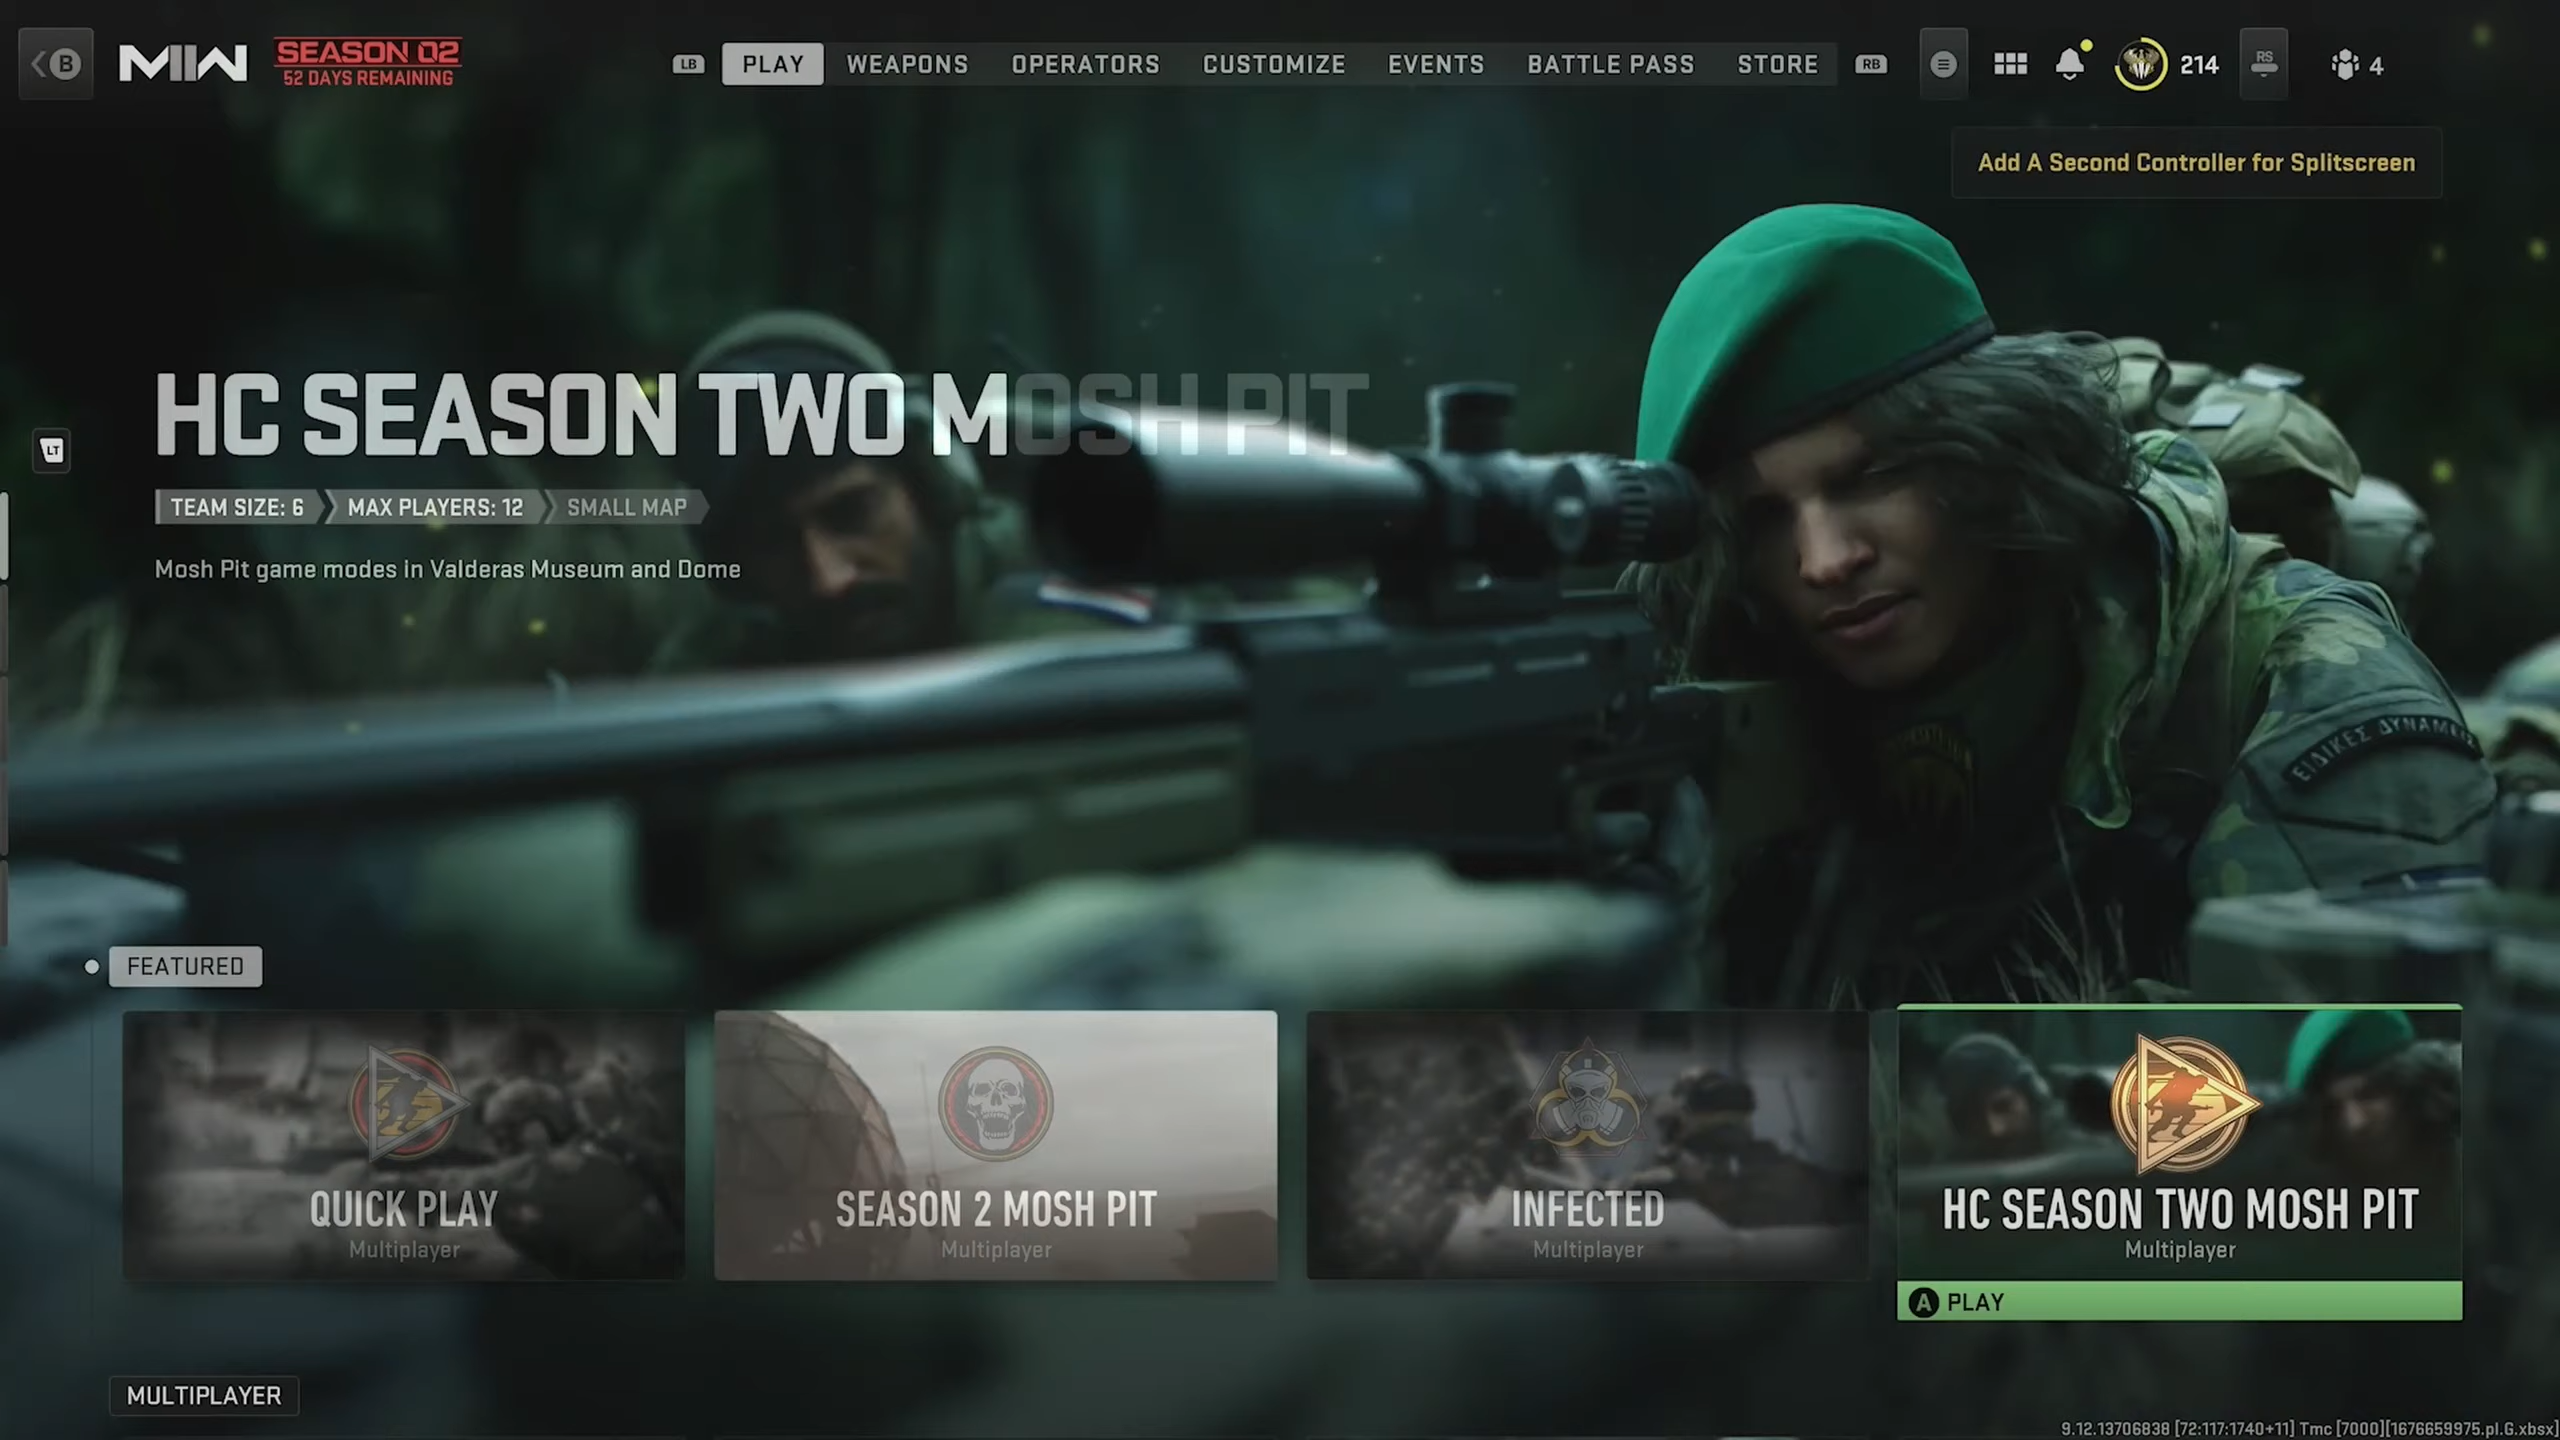 B
MWII
SEASON 02
52 DAYS REMAINING
LB
PLAY
WEAPONS
OPERATORS
CUSTOMIZE
EVENTS
BATTLE PASS
STORE
RB
214
RS
4
Add A Second Controller for Splitscreen
HC SEASON TWO MOSH PIT
LT
TEAM SIZE: 6
MAX PLAYERS: 12
SMALL MAP
Mosh Pit game modes in Valderas Museum and Dome
ΕΙΔΙΚΕΣ ΔΥΝΑΜΕΙΣ
FEATURED
QUICK PLAY
Multiplayer
SEASON 2 MOSH PIT
Multiplayer
INFECTED
Multiplayer
HC SEASON TWO MOSH PIT
Multiplayer
A PLAY
MULTIPLAYER
9.12.13706838 [72:117:1740+11] Tmc [7000][1676659975.pl.G.xbsx]